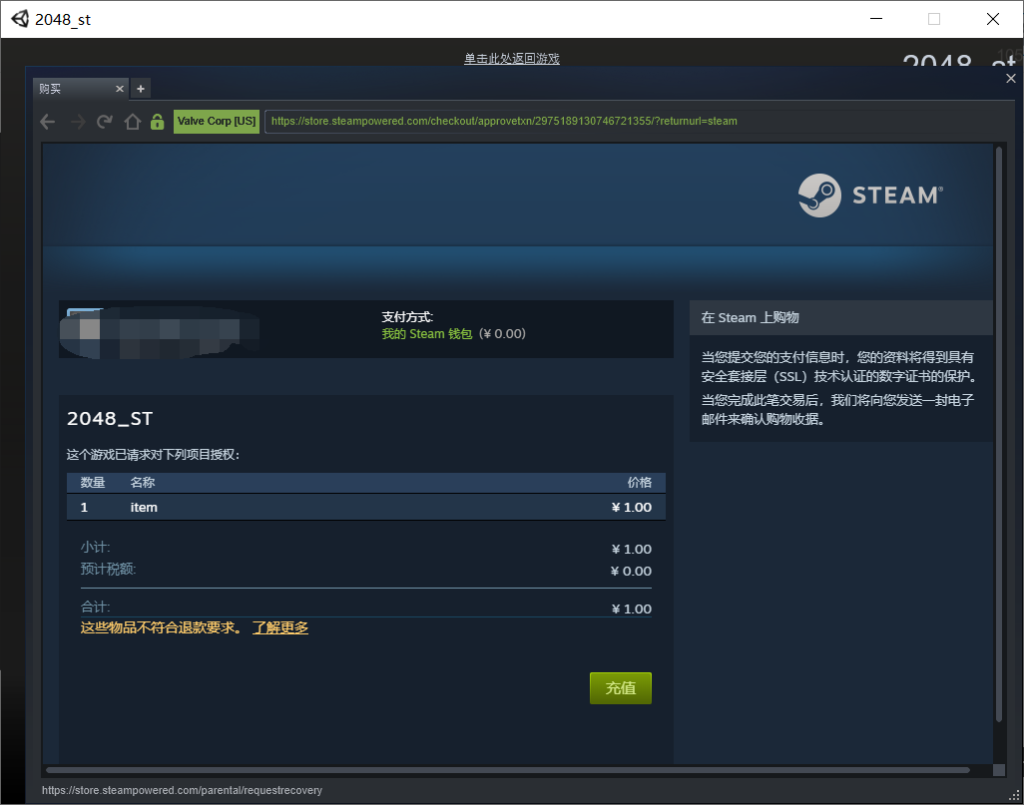 2048_st
单击此处返回游戏
2048_st
购买
Valve Corp [US] https://store.steampowered.com/checkout/approvetxn/2975189130746721355/?returnurl=steam
STEAM®
支付方式:
我的 Steam 钱包 (¥ 0.00)
在 Steam 上购物
当您提交您的支付信息时，您的资料将得到具有
安全套接层（SSL）技术认证的数字证书的保护。
当您完成此笔交易后，我们将向您发送一封电子
邮件来确认购物收据。
2048_ST
这个游戏已请求对下列项目授权:
数量 名称 价格
1 item ¥ 1.00
小计: ¥ 1.00
预计税额: ¥ 0.00
合计: ¥ 1.00
这些物品不符合退款要求。 了解更多
充值
https://store.steampowered.com/parental/requestrecovery